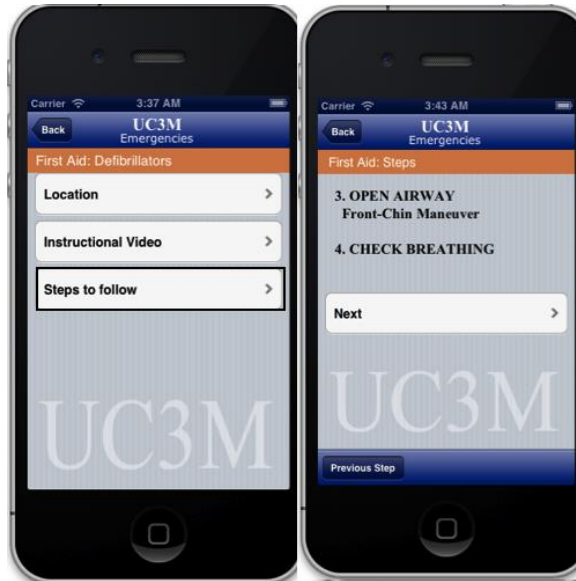 Carrier 3:37 AM
Back UC3M
Emergencies
First Aid: Defibrillators
Location
Instructional Video
Steps to follow
UC3M
Carrier 3:43 AM
Back UC3M
Emergencies
First Aid: Steps
3. OPEN AIRWAY
Front-Chin Maneuver
4. CHECK BREATHING
Next
UC3M
Previous Step